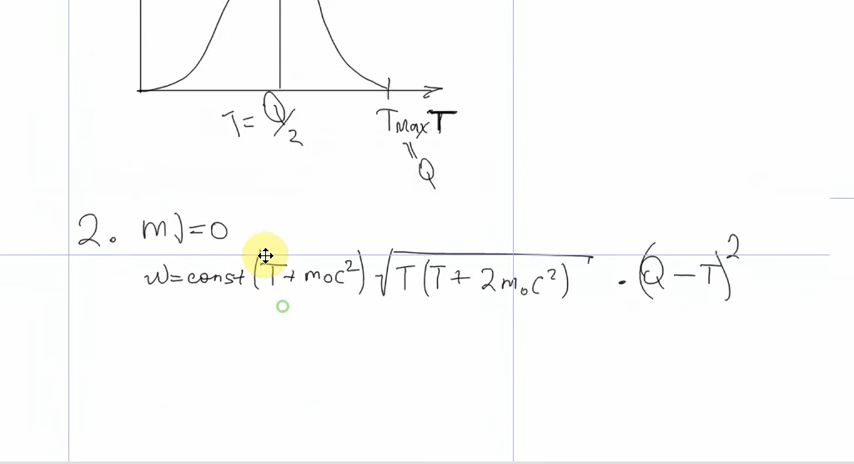 T = Q/2
Tmax T
=
Q
2. mν = 0
w = const (T + m₀c²) √T(T + 2m₀c²) · (Q − T)²